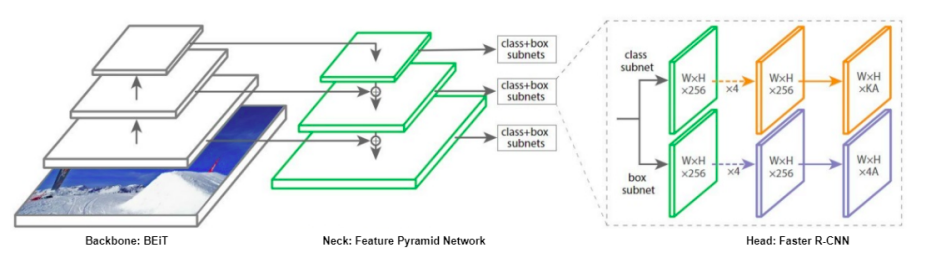 class+box
subnets
class+box
subnets
class+box
subnets
class
subnet
box
subnet
W×H
×256
×4
W×H
×256
W×H
×KA
W×H
×256
×4
W×H
×256
W×H
×4A
Backbone: BEiT
Neck: Feature Pyramid Network
Head: Faster R-CNN